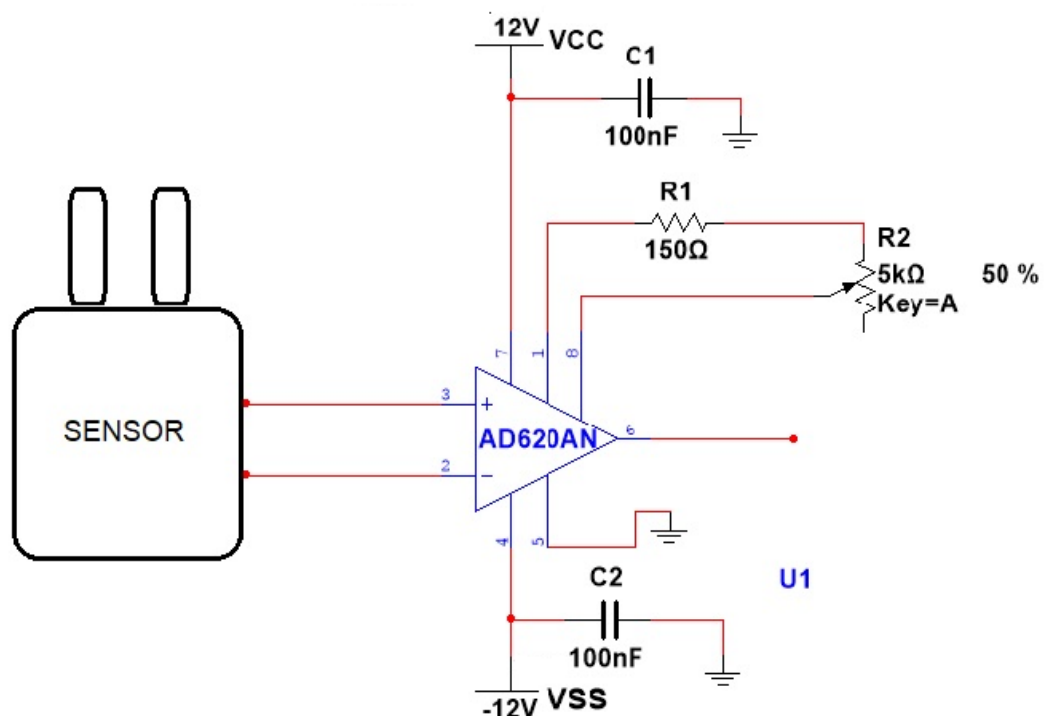 12V
VCC
C1
100nF
R1
150Ω
R2
5kΩ
50 %
Key=A
7
1
8
3
+
SENSOR
AD620AN
6
2
−
4
5
C2
U1
100nF
-12V
VSS